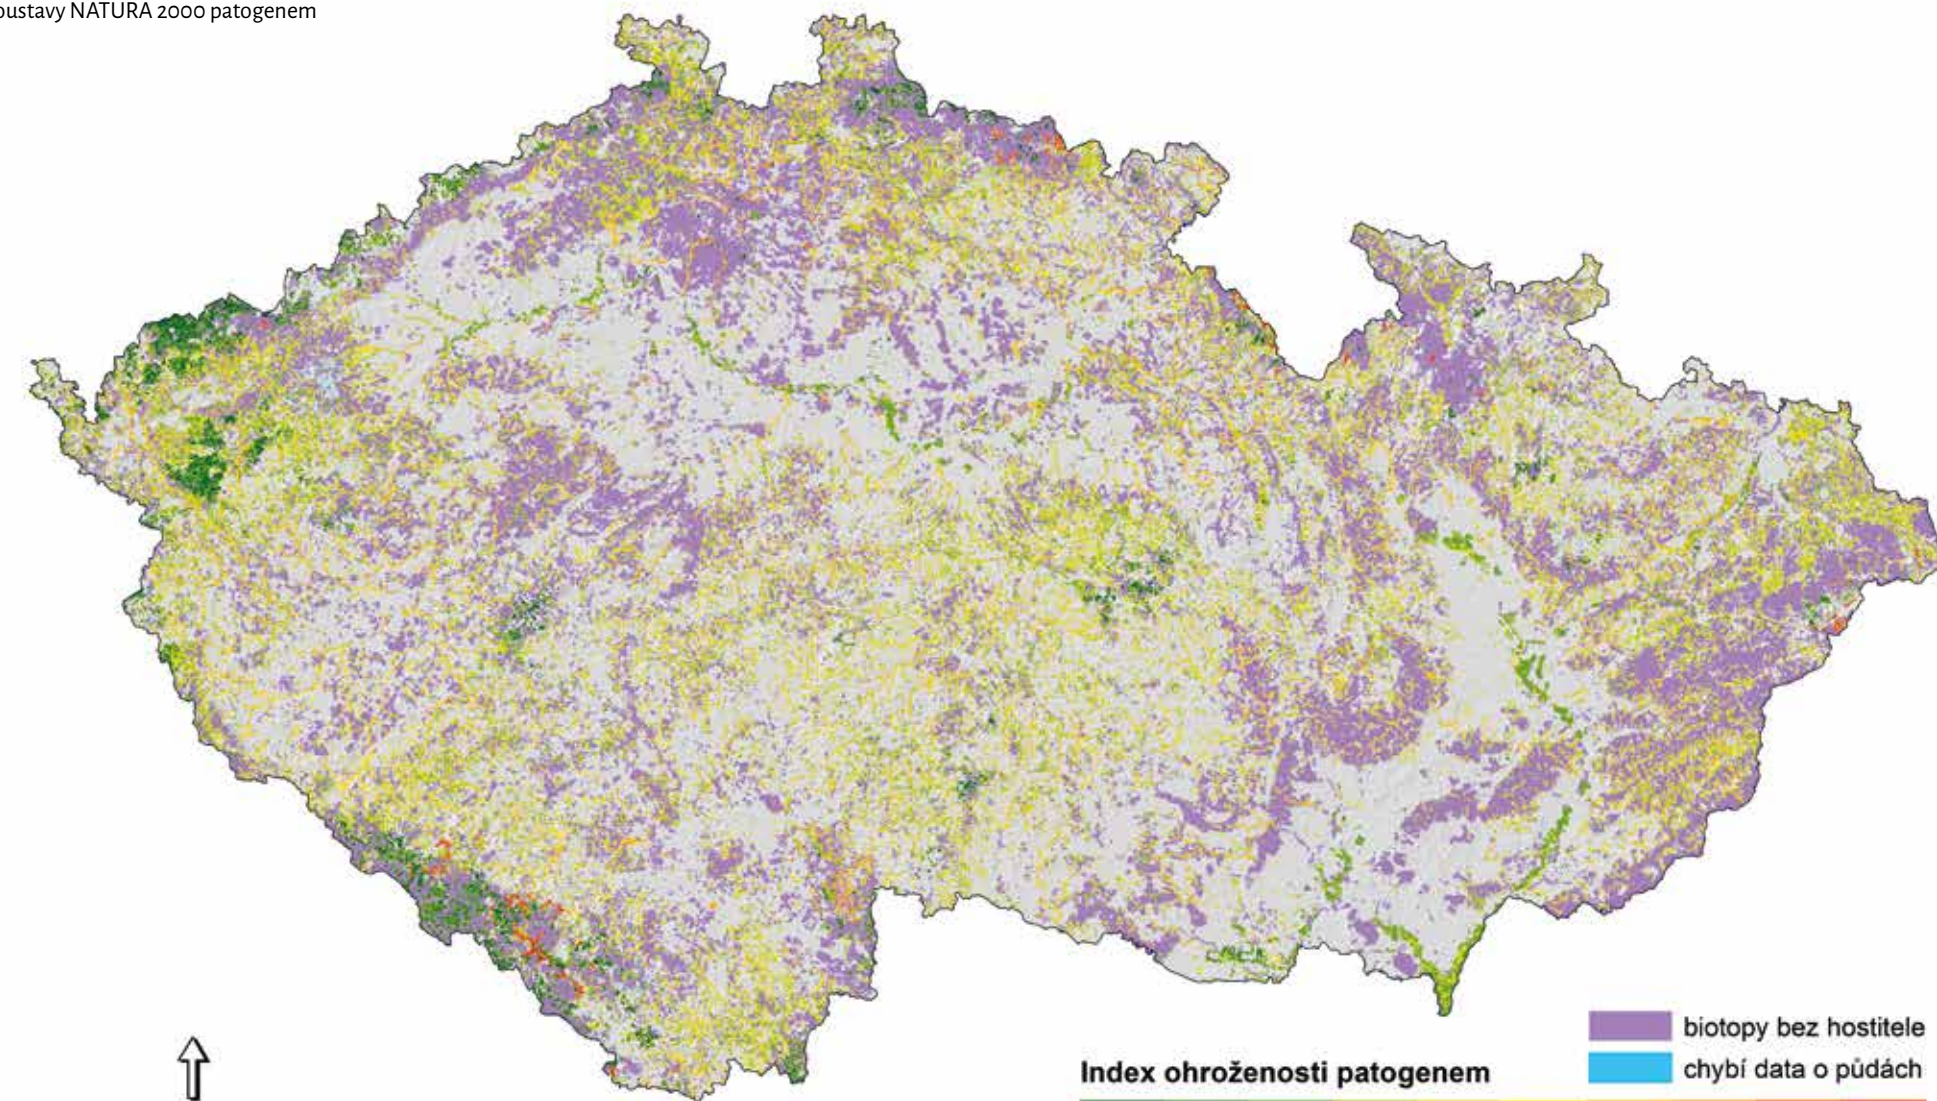 oustavy NATURA 2000 patogenem
biotopy bez hostitele
Index ohroženosti patogenem
chybí data o půdách